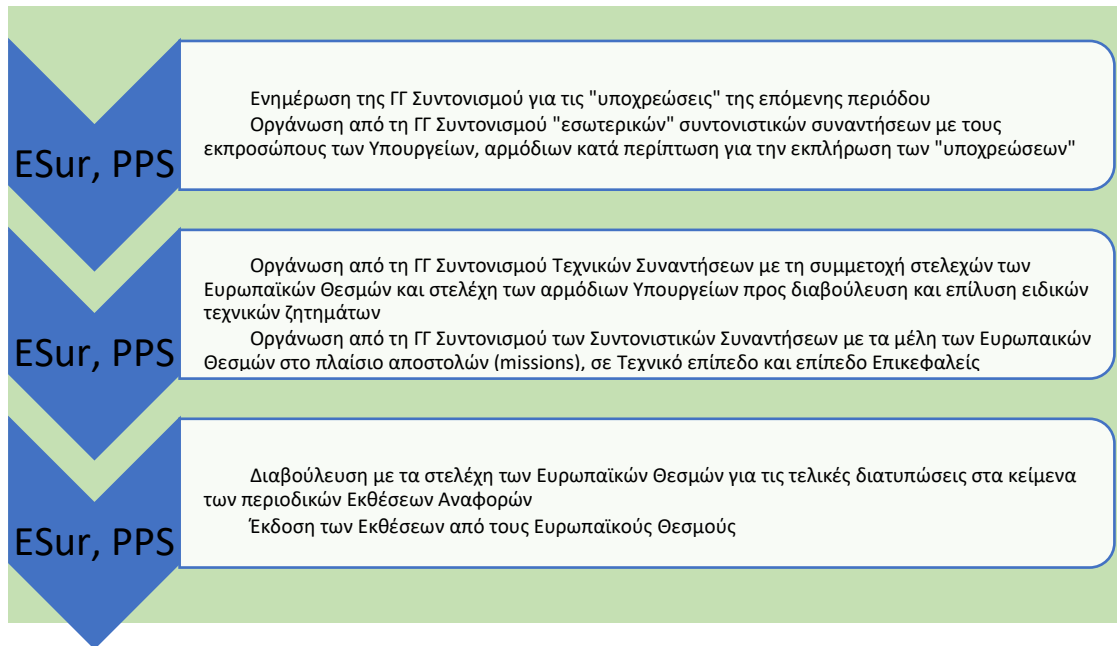 ESur, PPS
Ενημέρωση της ΓΓ Συντονισμού για τις "υποχρεώσεις" της επόμενης περιόδου
Οργάνωση από τη ΓΓ Συντονισμού "εσωτερικών" συντονιστικών συναντήσεων με τους
εκπροσώπους των Υπουργείων, αρμόδιων κατά περίπτωση για την εκπλήρωση των "υποχρεώσεων"
ESur, PPS
Οργάνωση από τη ΓΓ Συντονισμού Τεχνικών Συναντήσεων με τη συμμετοχή στελεχών των
Ευρωπαϊκών Θεσμών και στελέχη των αρμόδιων Υπουργείων προς διαβούλευση και επίλυση ειδικών
τεχνικών ζητημάτων
Οργάνωση από τη ΓΓ Συντονισμού των Συντονιστικών Συναντήσεων με τα μέλη των Ευρωπαικών
Θεσμών στο πλαίσιο αποστολών (missions), σε Τεχνικό επίπεδο και επίπεδο Επικεφαλείς
ESur, PPS
Διαβούλευση με τα στελέχη των Ευρωπαϊκών Θεσμών για τις τελικές διατυπώσεις στα κείμενα
των περιοδικών Εκθέσεων Αναφορών
Έκδοση των Εκθέσεων από τους Ευρωπαϊκούς Θεσμούς